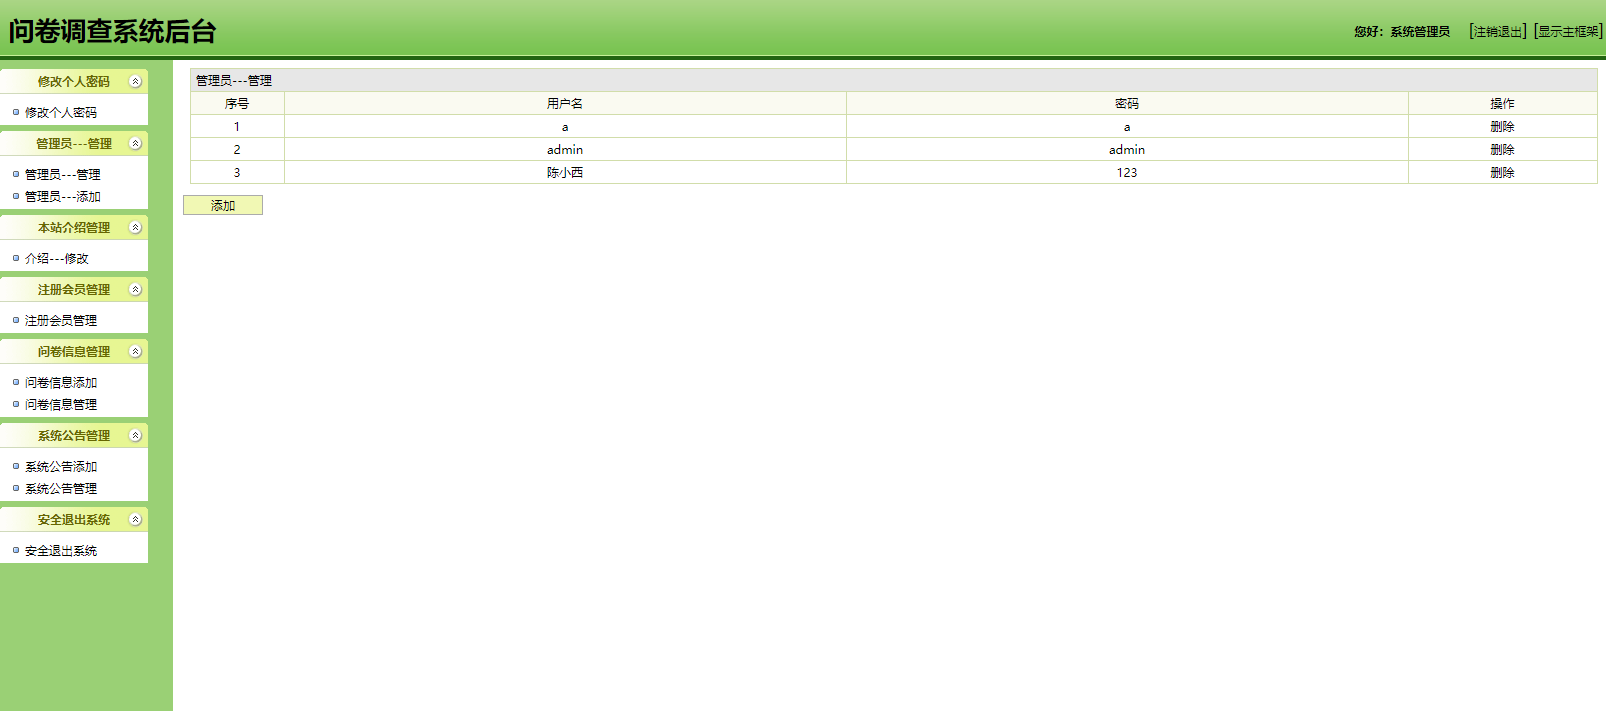 问卷调查系统后台
您好：系统管理员 [注销退出] [显示主框架]
修改个人密码
修改个人密码
管理员---管理
管理员---管理
管理员---添加
本站介绍管理
介绍---修改
注册会员管理
注册会员管理
问卷信息管理
问卷信息添加
问卷信息管理
系统公告管理
系统公告添加
系统公告管理
安全退出系统
安全退出系统
管理员---管理
序号 用户名 密码 操作
1 a a 删除
2 admin admin 删除
3 陈小西 123 删除
添加